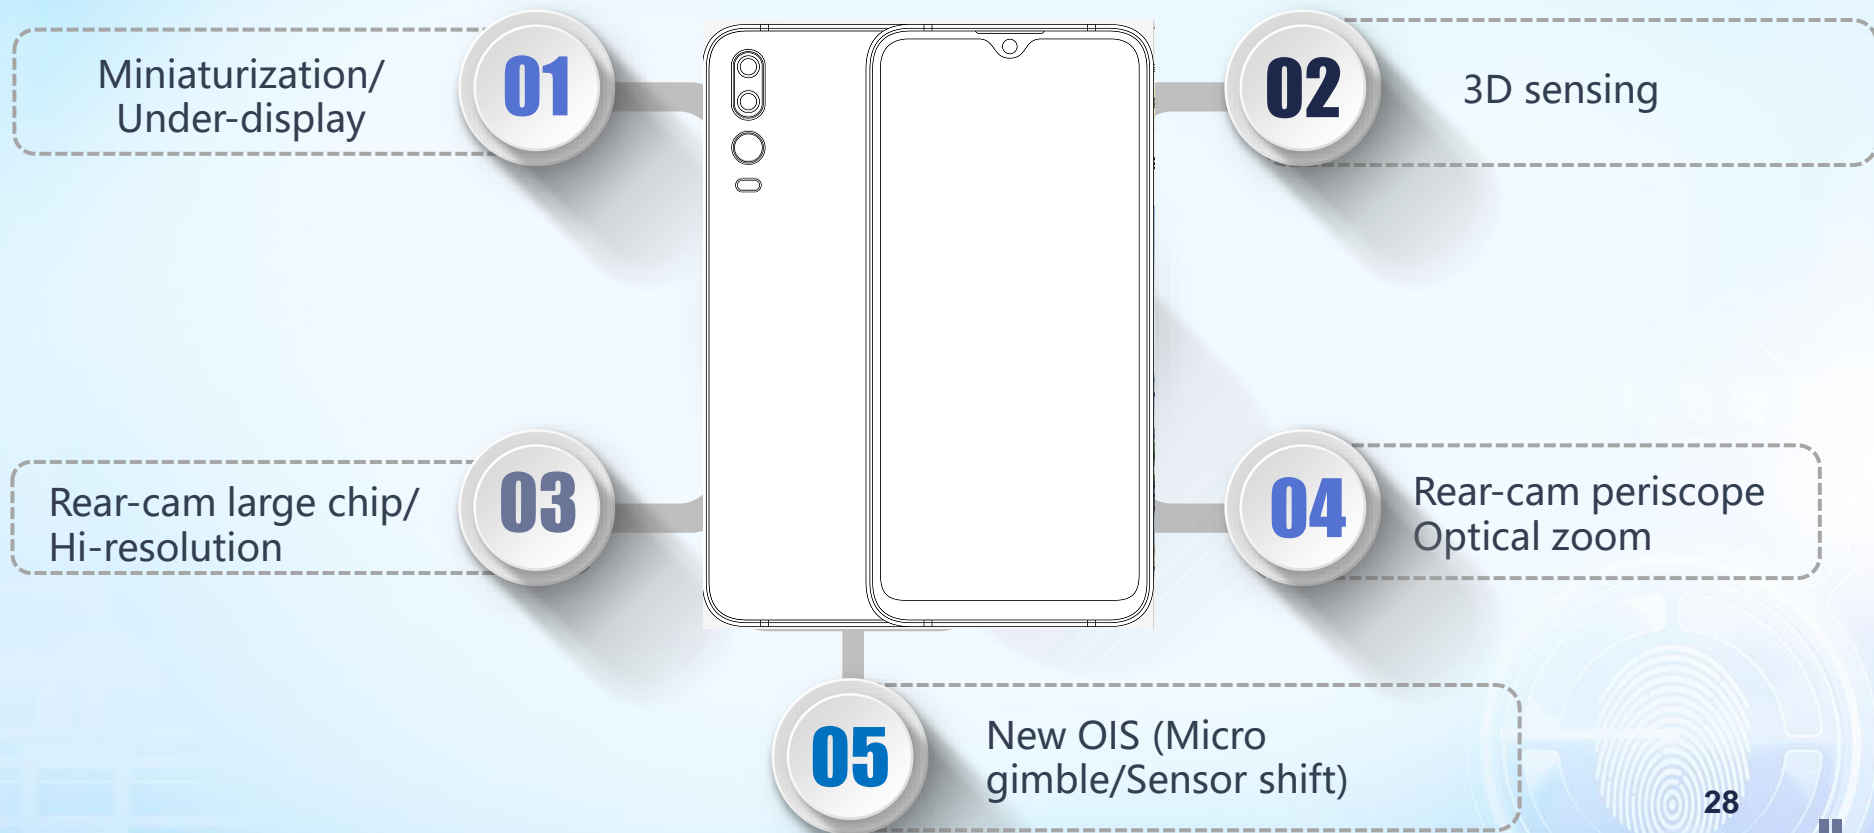 01
Miniaturization/
Under-display
02
3D sensing
03
Rear-cam large chip/
Hi-resolution
04
Rear-cam periscope
Optical zoom
05
New OIS (Micro
gimble/Sensor shift)
28